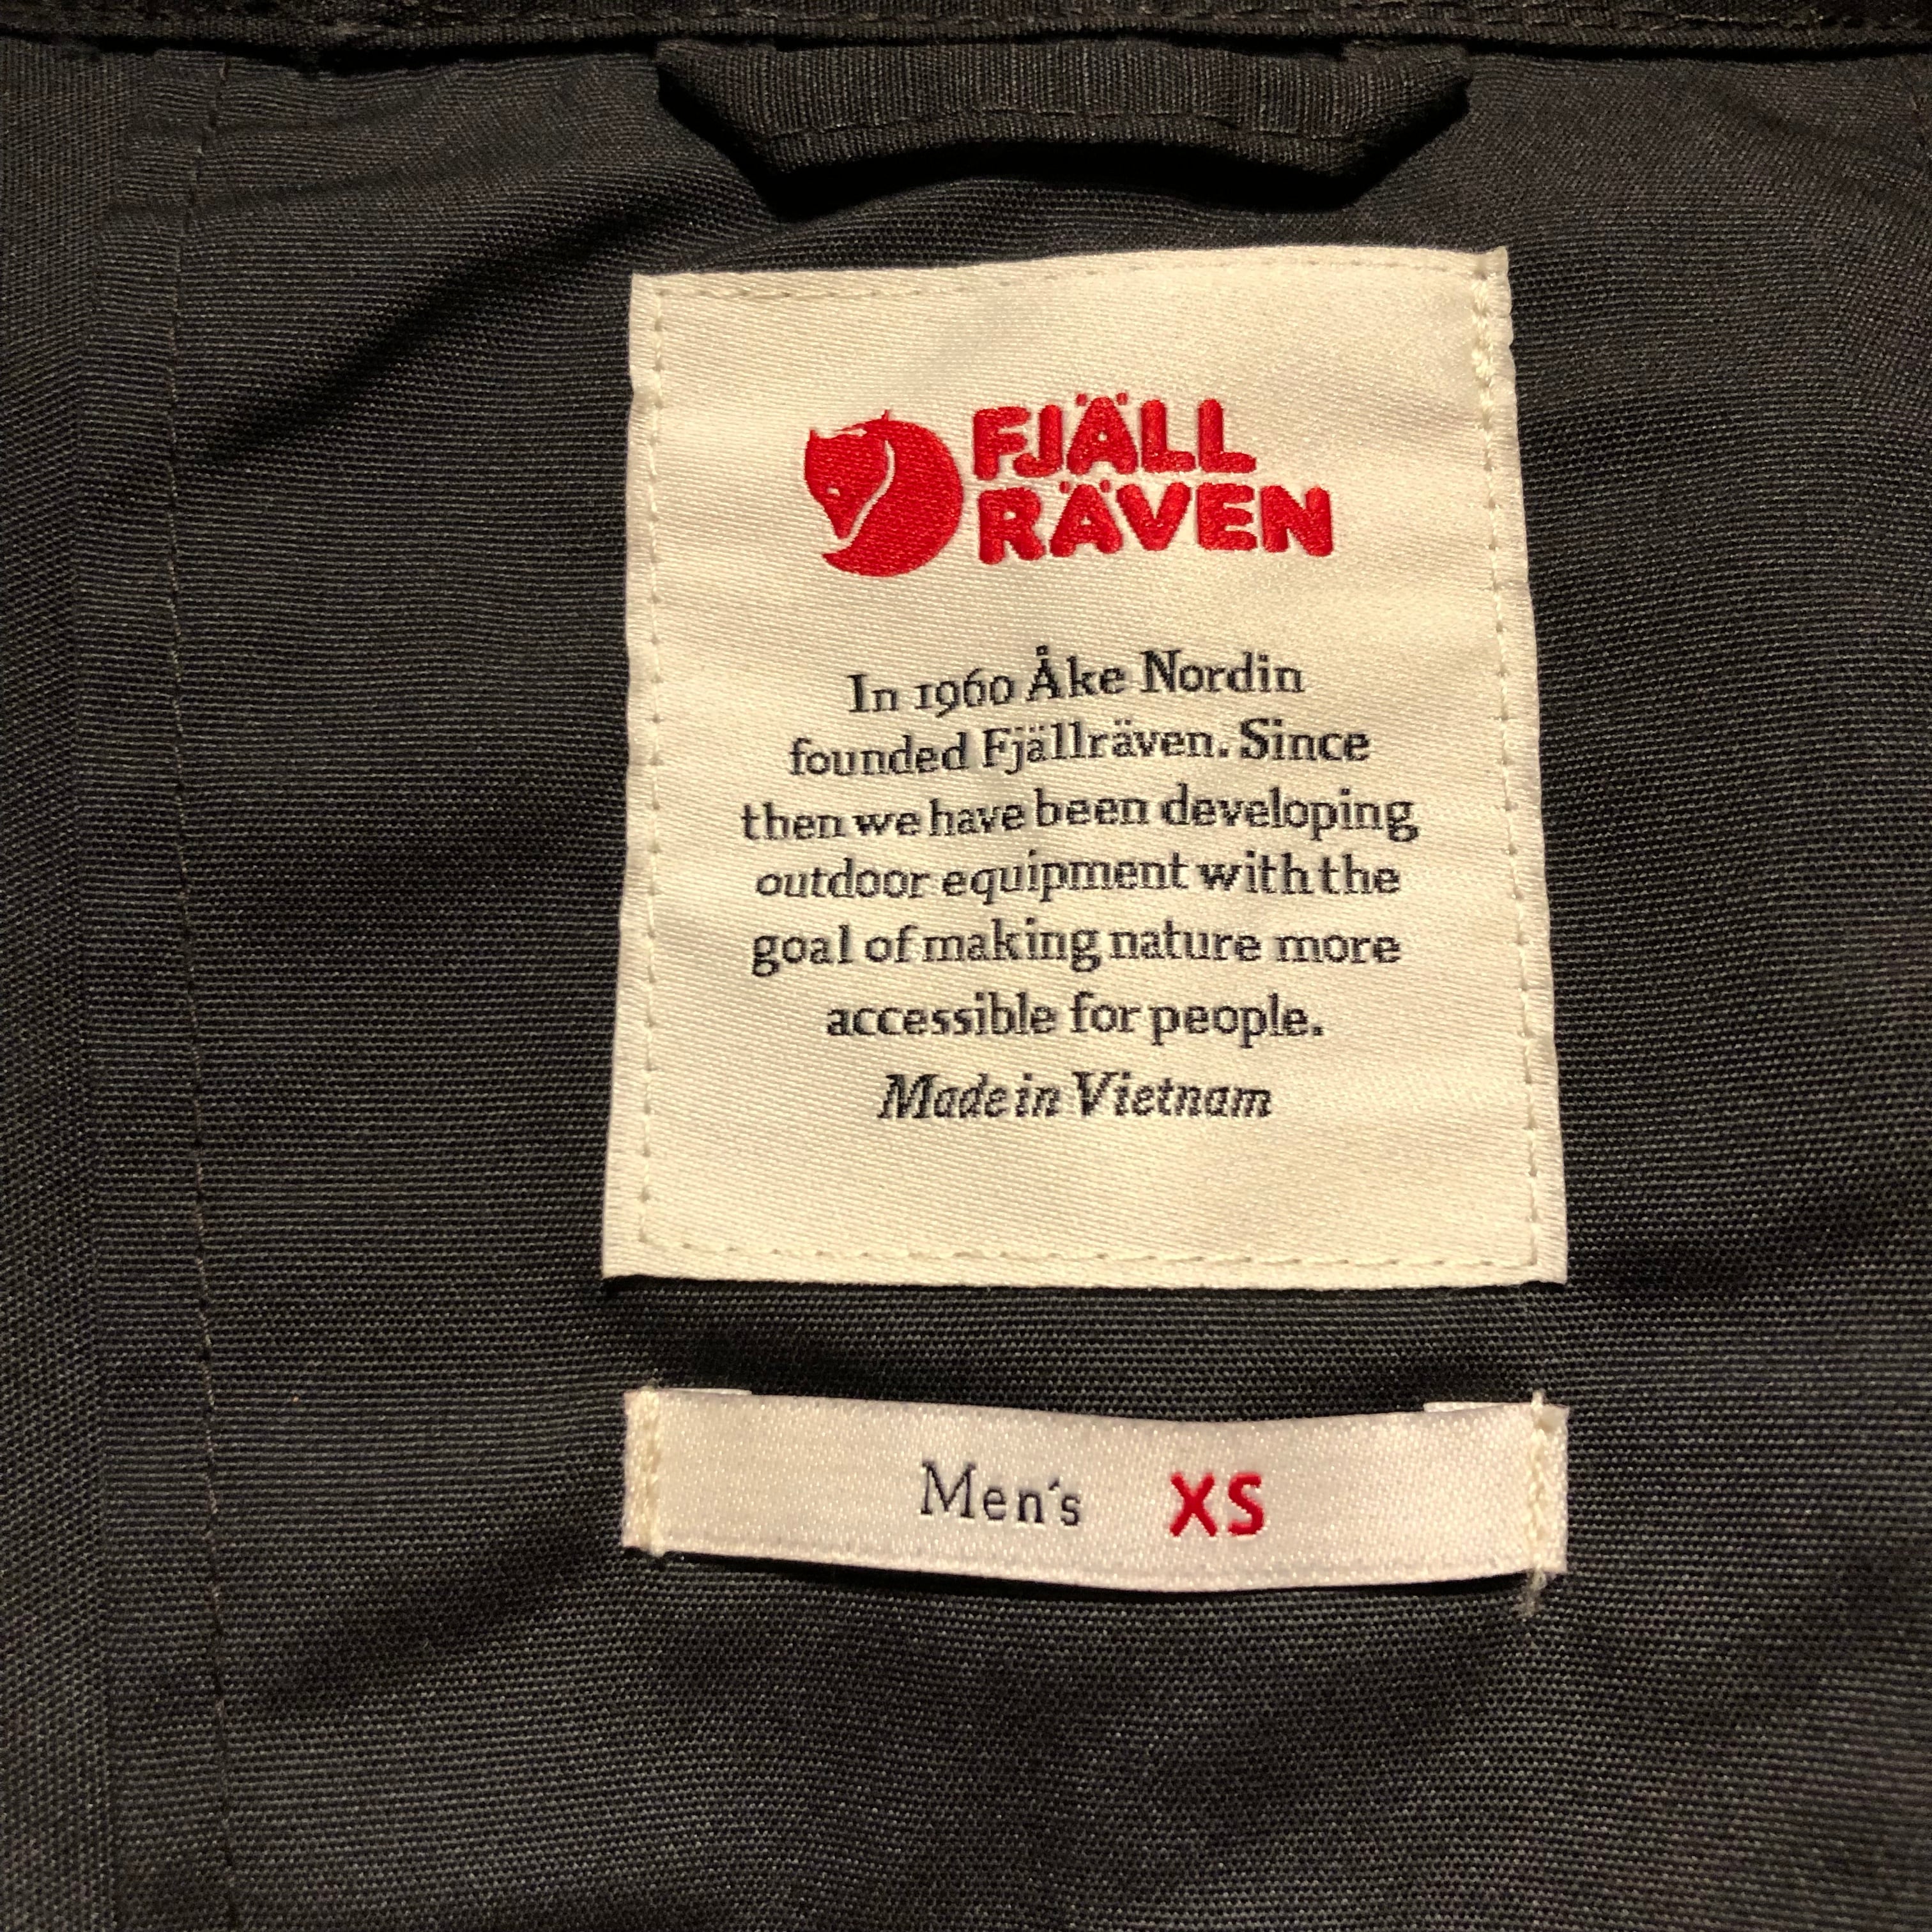 FJÄLL
RÄVEN
In 1960 Åke Nordin
founded Fjällräven. Since
then we have been developing
outdoor equipment with the
goal of making nature more
accessible for people.
Made in Vietnam
Men's XS